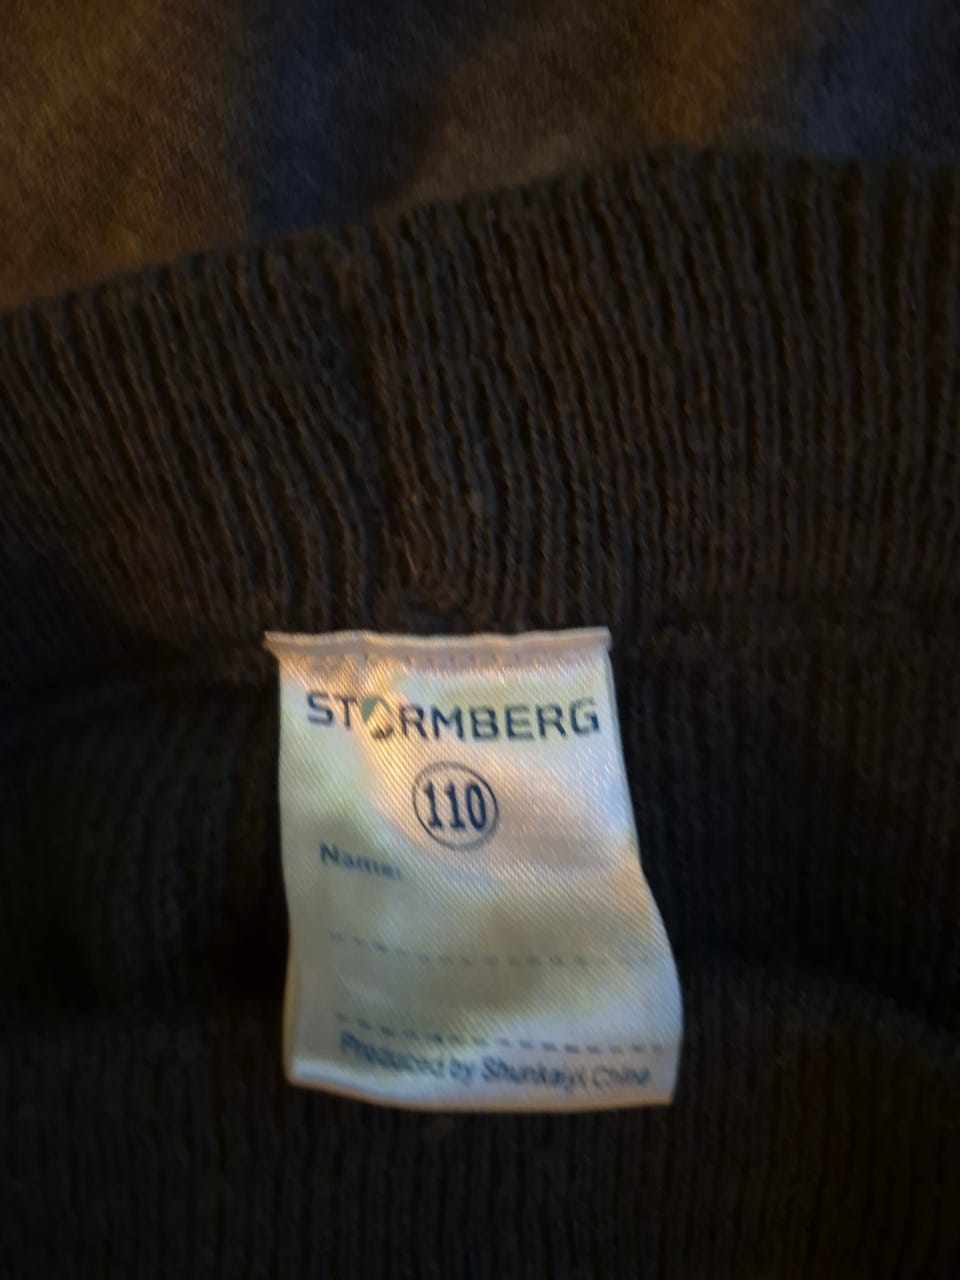 STORMBERG
110
Name:
Produced by Shunkaiyi, China